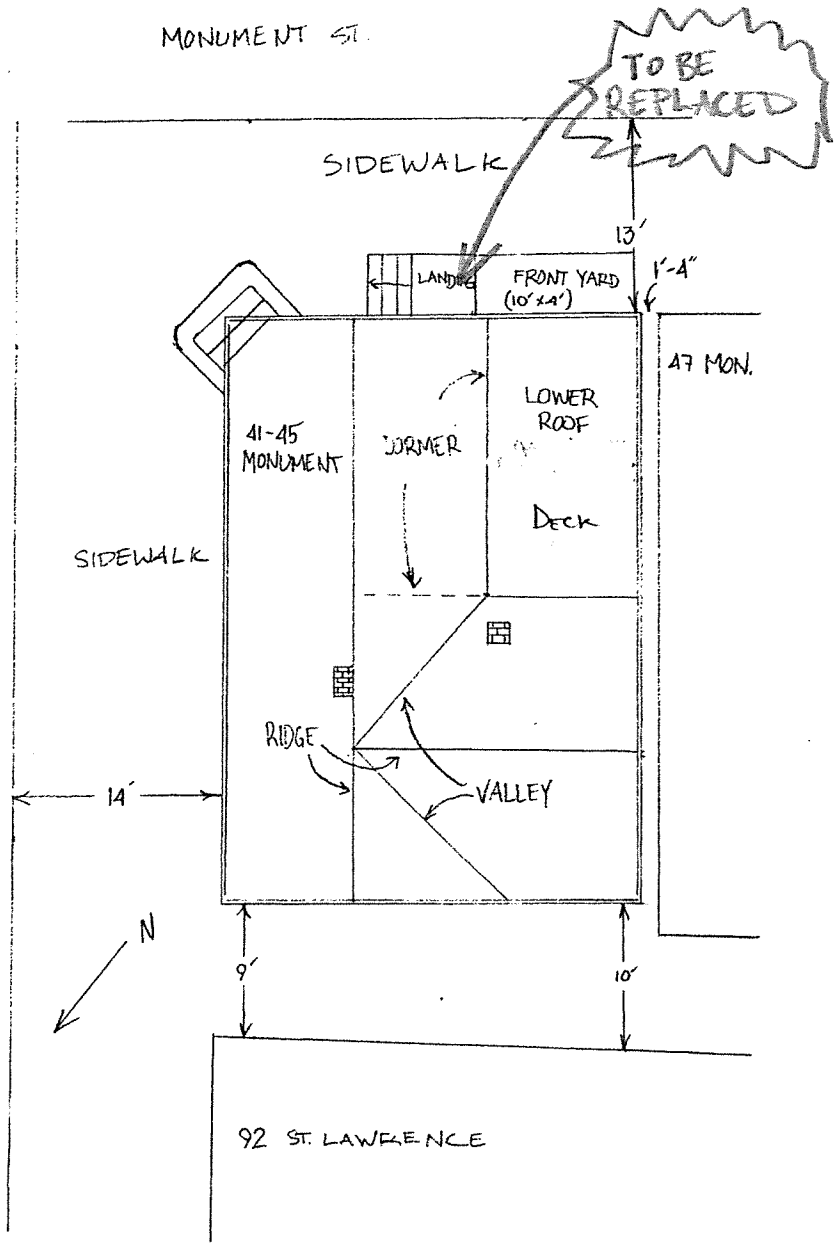 MONUMENT ST.
TO BE
REPLACED
SIDEWALK
13'
1'-4"
LANDING
FRONT YARD
(10' x 4')
47 MON.
LOWER
ROOF
41-45
MONUMENT
DORMER
DECK
SIDEWALK
RIDGE
VALLEY
14'
N
9'
10'
92 ST. LAWRENCE